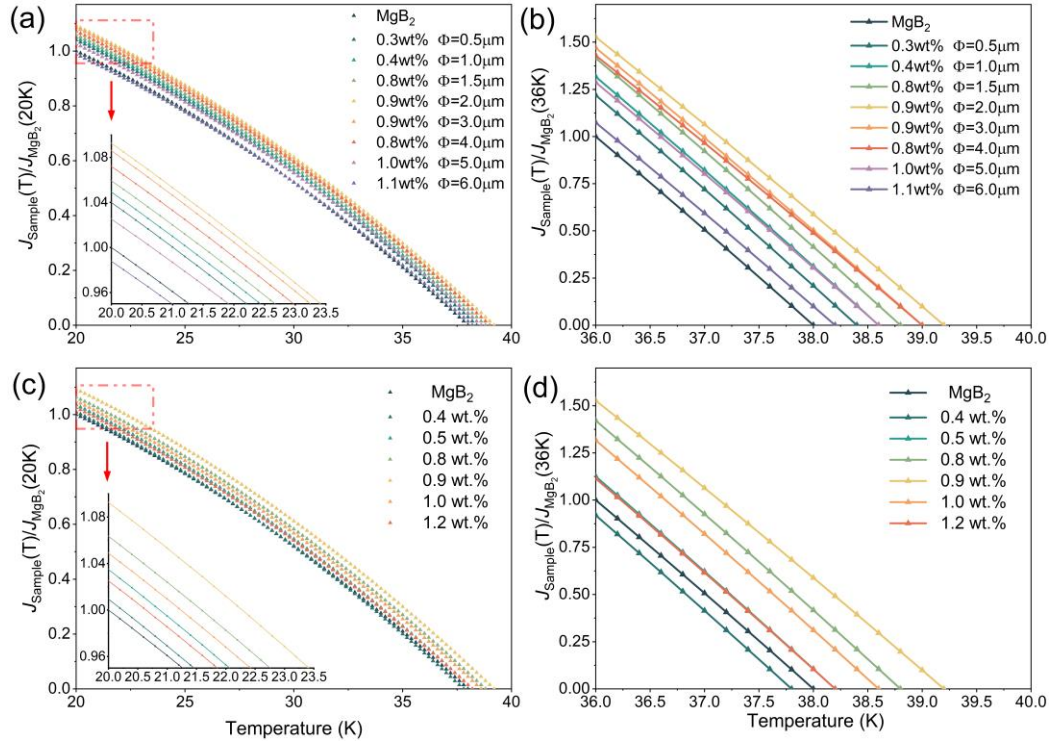 (a)
J_Sample(T)/J_MgB₂(20K)
1.0
0.8
0.6
0.4
0.2
0.0
20
25
30
35
40
MgB₂
0.3wt% Φ=0.5μm
0.4wt% Φ=1.0μm
0.8wt% Φ=1.5μm
0.9wt% Φ=2.0μm
0.9wt% Φ=3.0μm
0.8wt% Φ=4.0μm
1.0wt% Φ=5.0μm
1.1wt% Φ=6.0μm
1.08
1.04
1.00
0.96
20.0 20.5 21.0 21.5 22.0 22.5 23.0 23.5
(b)
J_Sample(T)/J_MgB₂(36K)
1.50
1.25
1.00
0.75
0.50
0.25
0.00
36.0 36.5 37.0 37.5 38.0 38.5 39.0 39.5 40.0
MgB₂
0.3wt% Φ=0.5μm
0.4wt% Φ=1.0μm
0.8wt% Φ=1.5μm
0.9wt% Φ=2.0μm
0.9wt% Φ=3.0μm
0.8wt% Φ=4.0μm
1.0wt% Φ=5.0μm
1.1wt% Φ=6.0μm
(c)
J_Sample(T)/J_MgB₂(20K)
1.0
0.8
0.6
0.4
0.2
0.0
20
25
30
35
40
Temperature (K)
MgB₂
0.4 wt.%
0.5 wt.%
0.8 wt.%
0.9 wt.%
1.0 wt.%
1.2 wt.%
1.08
1.04
1.00
0.96
20.0 20.5 21.0 21.5 22.0 22.5 23.0 23.5
(d)
J_Sample(T)/J_MgB₂(36K)
1.50
1.25
1.00
0.75
0.50
0.25
0.00
36.0 36.5 37.0 37.5 38.0 38.5 39.0 39.5 40.0
Temperature (K)
MgB₂
0.4 wt.%
0.5 wt.%
0.8 wt.%
0.9 wt.%
1.0 wt.%
1.2 wt.%